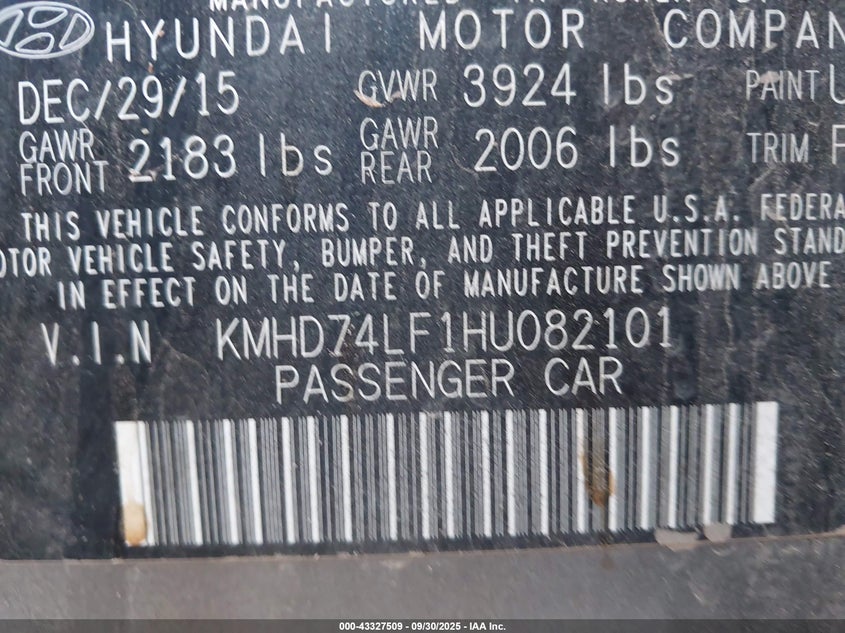 HYUNDAI MOTOR COMPAN
DEC/29/15 GVWR 3924 lbs PAINT U
GAWR FRONT 2183 lbs GAWR REAR 2006 lbs TRIM F
THIS VEHICLE CONFORMS TO ALL APPLICABLE U.S.A. FEDERA
OTOR VEHICLE SAFETY, BUMPER, AND THEFT PREVENTION STAND
IN EFFECT ON THE DATE OF MANUFACTURE SHOWN ABOVE
V.I.N KMHD74LF1HU082101
PASSENGER CAR
000-43327509 - 09/30/2025 - IAA Inc.